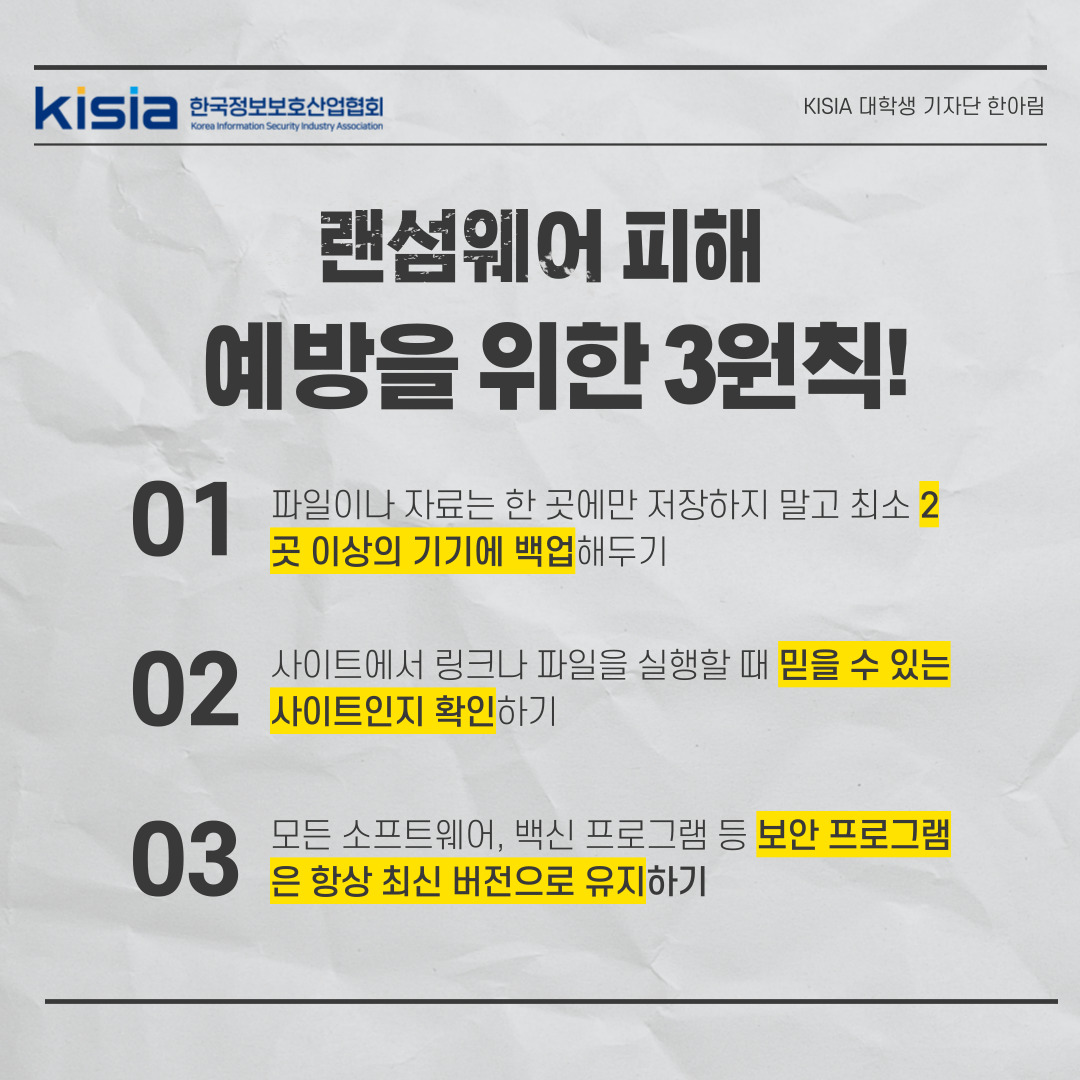 kisia 한국정보보호산업협회
Korea Information Security Industry Association
KISIA 대학생 기자단 한아림
랜섬웨어 피해
예방을 위한 3원칙!
01
파일이나 자료는 한 곳에만 저장하지 말고 최소 2
곳 이상의 기기에 백업해두기
02
사이트에서 링크나 파일을 실행할 때 믿을 수 있는
사이트인지 확인하기
03
모든 소프트웨어, 백신 프로그램 등 보안 프로그램
은 항상 최신 버전으로 유지하기